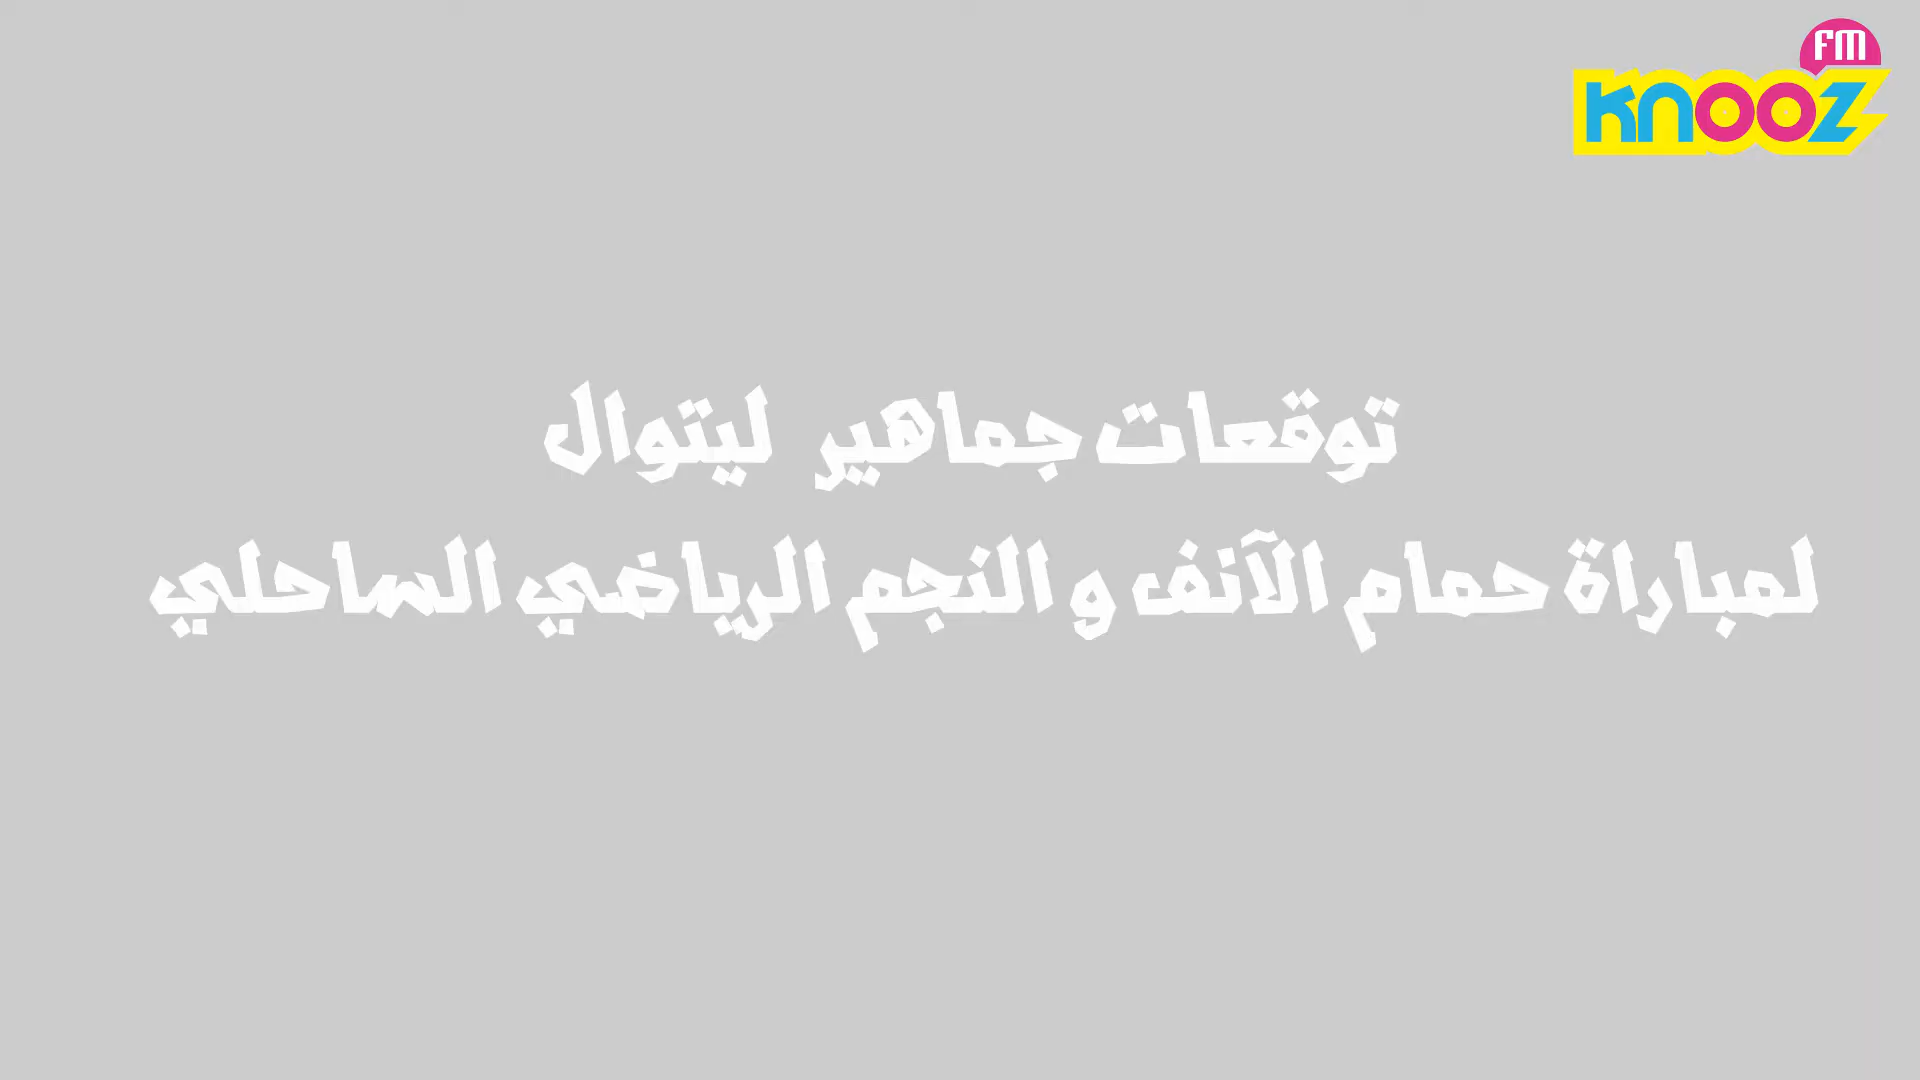 FM
KNOOZ
توقعات جماهير ليتوال
لمباراة حمام الآنف و النجم الرياضي الساحلي